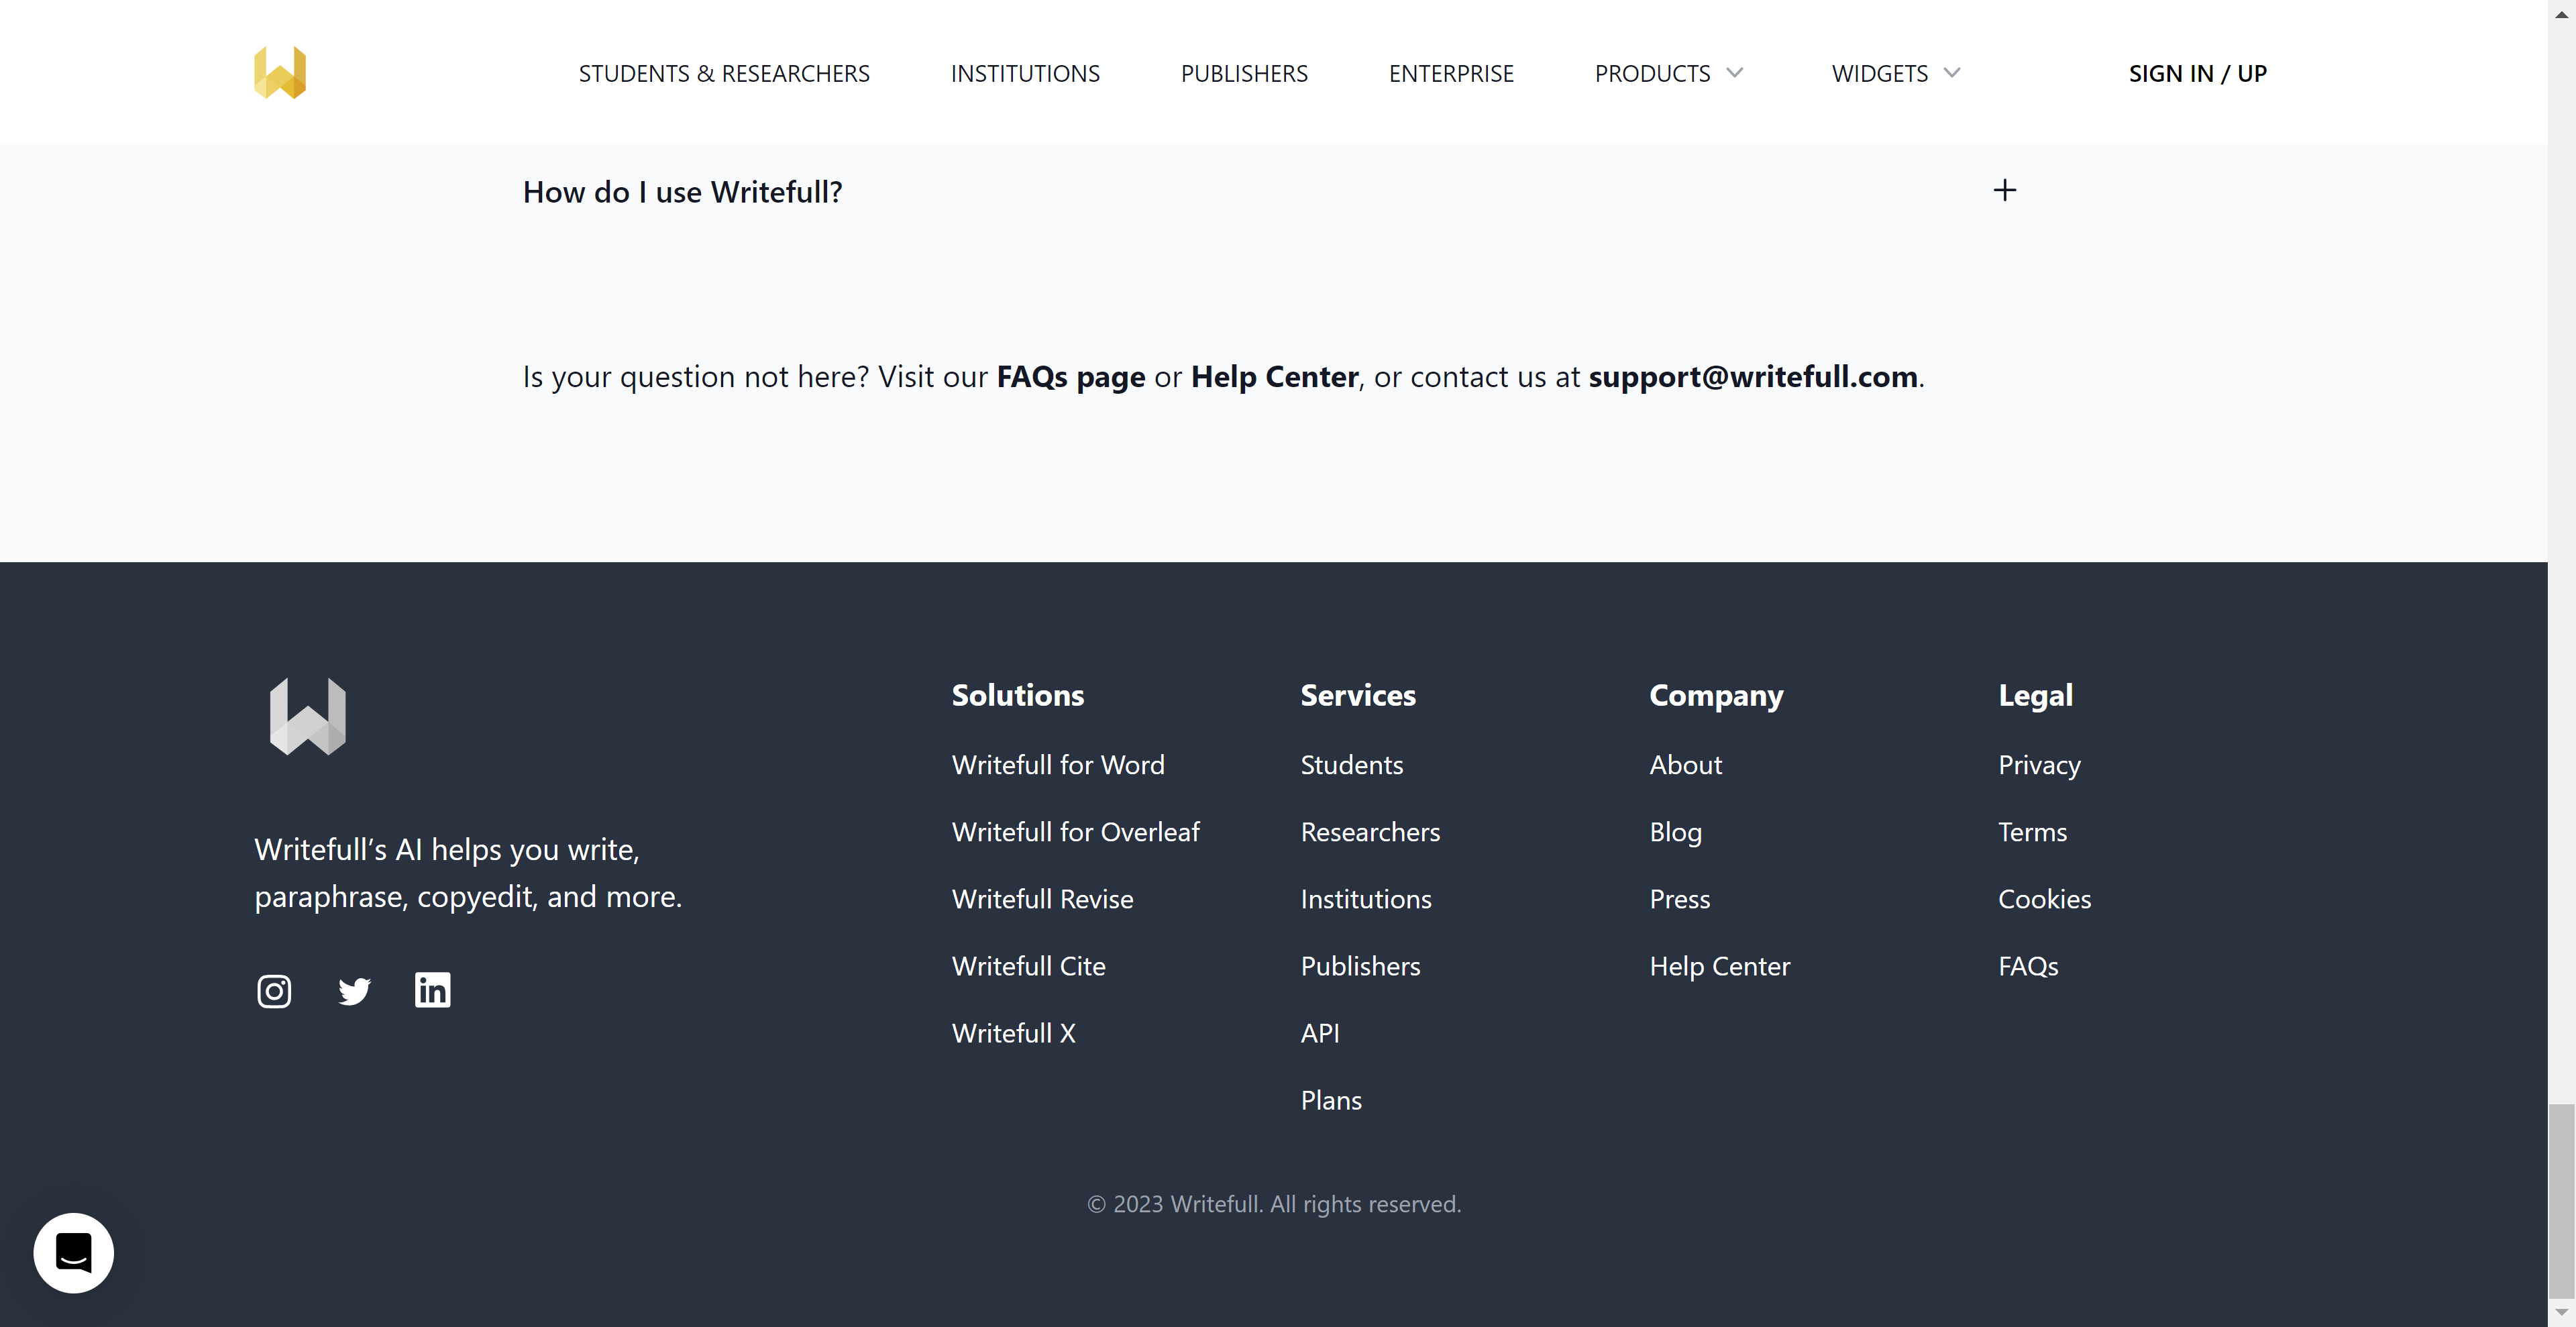 STUDENTS & RESEARCHERS
INSTITUTIONS
PUBLISHERS
ENTERPRISE
PRODUCTS
WIDGETS
SIGN IN / UP
How do I use Writefull?
Is your question not here? Visit our FAQs page or Help Center, or contact us at support@writefull.com.
Writefull’s AI helps you write,
paraphrase, copyedit, and more.
Solutions
Writefull for Word
Writefull for Overleaf
Writefull Revise
Writefull Cite
Writefull X
Services
Students
Researchers
Institutions
Publishers
API
Plans
Company
About
Blog
Press
Help Center
Legal
Privacy
Terms
Cookies
FAQs
© 2023 Writefull. All rights reserved.